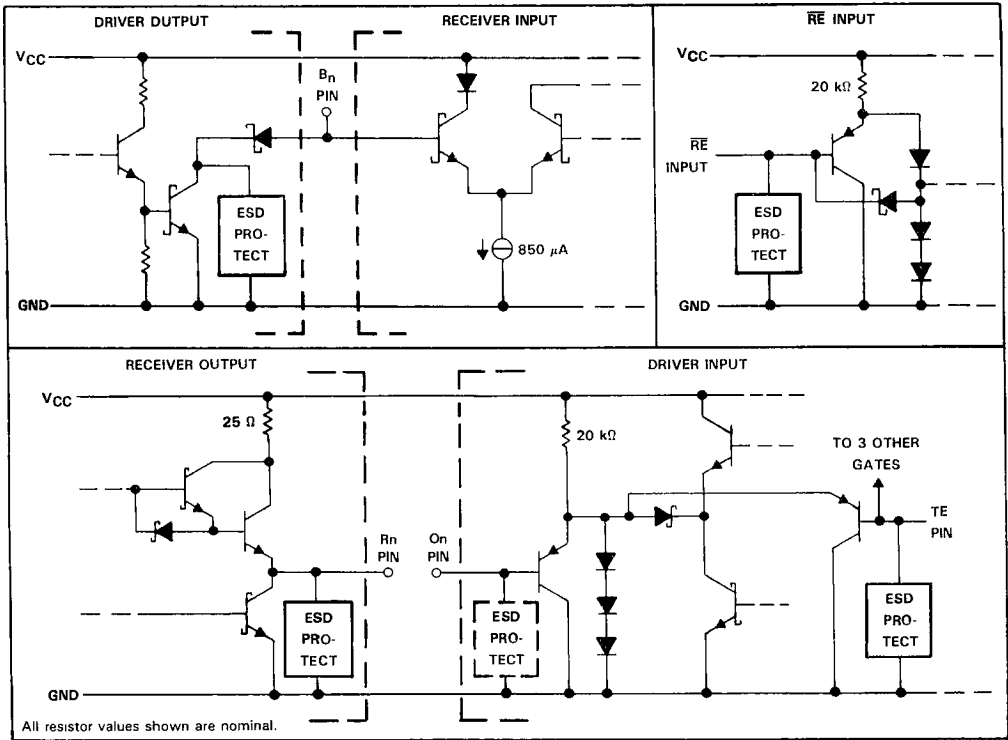 DRIVER OUTPUT
RECEIVER INPUT
RE INPUT
VCC
Bn
PIN
ESD
PRO-
TECT
850 µA
GND
VCC
20 kΩ
RE
INPUT
ESD
PRO-
TECT
GND
RECEIVER OUTPUT
DRIVER INPUT
VCC
25 Ω
20 kΩ
TO 3 OTHER
GATES
TE
PIN
Rn
PIN
On
PIN
ESD
PRO-
TECT
ESD
PRO-
TECT
ESD
PRO-
TECT
GND
All resistor values shown are nominal.